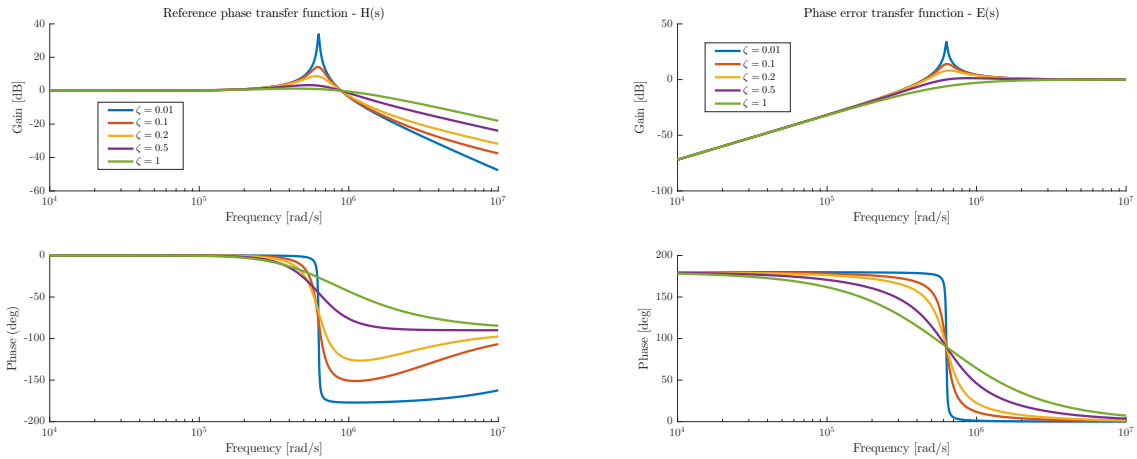 Reference phase transfer function - H(s)
40
20
0
-20
-40
-60
Gain [dB]
ζ = 0.01
ζ = 0.1
ζ = 0.2
ζ = 0.5
ζ = 1
10^4
10^5
10^6
10^7
Frequency [rad/s]
Phase error transfer function - E(s)
50
0
-50
-100
Gain [dB]
ζ = 0.01
ζ = 0.1
ζ = 0.2
ζ = 0.5
ζ = 1
10^4
10^5
10^6
10^7
Frequency [rad/s]
0
-50
-100
-150
-200
Phase (deg)
10^4
10^5
10^6
10^7
Frequency [rad/s]
200
150
100
50
0
Phase [deg]
10^4
10^5
10^6
10^7
Frequency [rad/s]